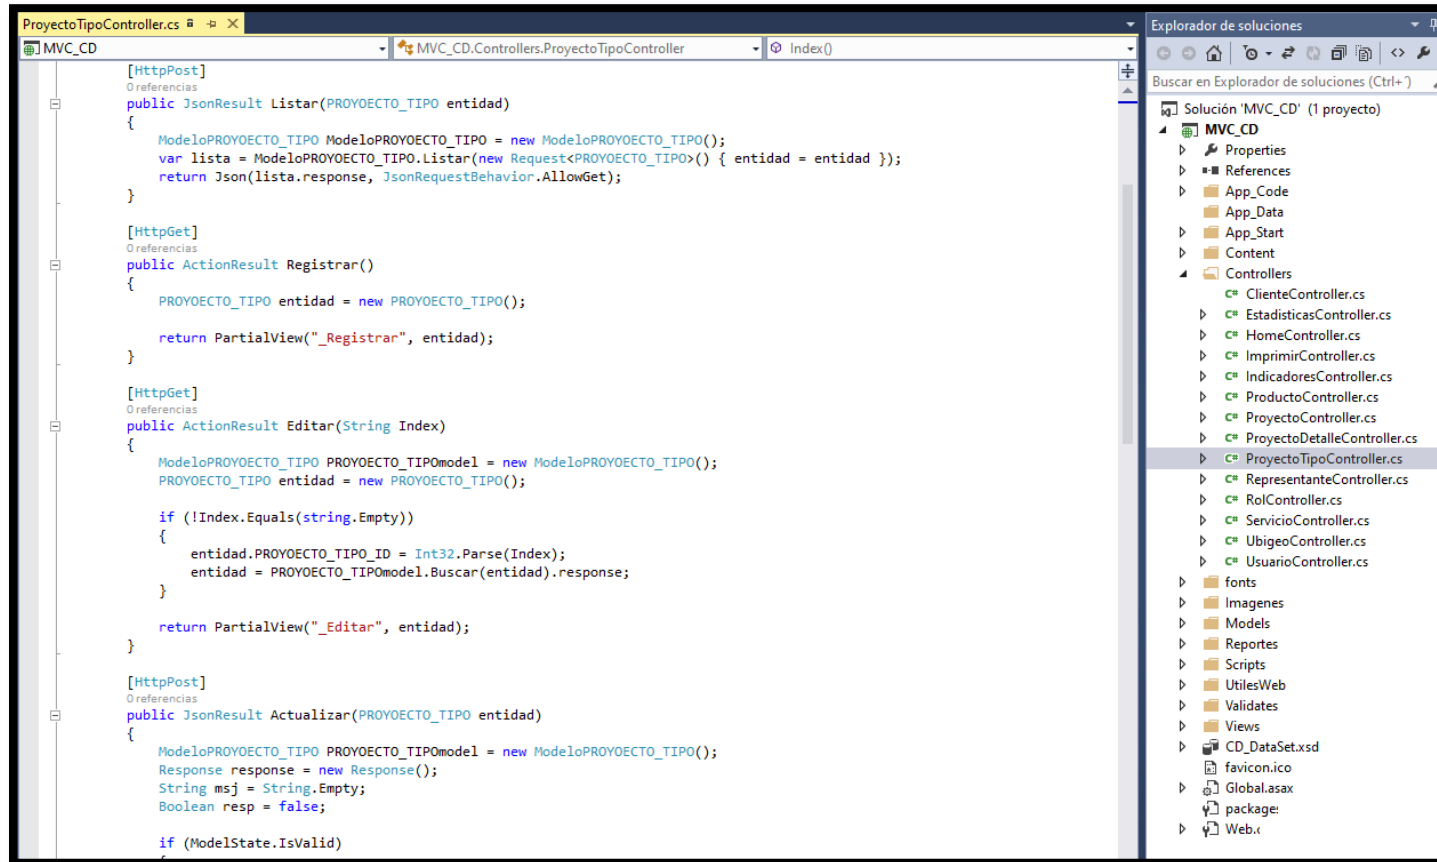 ProyectoTipoController.cs
MVC_CD
MVC_CD.Controllers.ProyectoTipoController
Index()
[HttpPost]
0 referencias
public JsonResult Listar(PROYOECTO_TIPO entidad)
{
ModeloPROYOECTO_TIPO ModeloPROYOECTO_TIPO = new ModeloPROYOECTO_TIPO();
var lista = ModeloPROYOECTO_TIPO.Listar(new Request<PROYOECTO_TIPO>() { entidad = entidad });
return Json(lista.response, JsonRequestBehavior.AllowGet);
}
[HttpGet]
0 referencias
public ActionResult Registrar()
{
PROYOECTO_TIPO entidad = new PROYOECTO_TIPO();
return PartialView("_Registrar", entidad);
}
[HttpGet]
0 referencias
public ActionResult Editar(String Index)
{
ModeloPROYOECTO_TIPO PROYOECTO_TIPOmodel = new ModeloPROYOECTO_TIPO();
PROYOECTO_TIPO entidad = new PROYOECTO_TIPO();
if (!Index.Equals(string.Empty))
{
entidad.PROYOECTO_TIPO_ID = Int32.Parse(Index);
entidad = PROYOECTO_TIPOmodel.Buscar(entidad).response;
}
return PartialView("_Editar", entidad);
}
[HttpPost]
0 referencias
public JsonResult Actualizar(PROYOECTO_TIPO entidad)
{
ModeloPROYOECTO_TIPO PROYOECTO_TIPOmodel = new ModeloPROYOECTO_TIPO();
Response response = new Response();
String msj = String.Empty;
Boolean resp = false;
if (ModelState.IsValid)
Explorador de soluciones
Buscar en Explorador de soluciones (Ctrl+´)
Solución 'MVC_CD' (1 proyecto)
MVC_CD
Properties
References
App_Code
App_Data
App_Start
Content
Controllers
C# ClienteController.cs
C# EstadisticasController.cs
C# HomeController.cs
C# ImprimirController.cs
C# IndicadoresController.cs
C# ProductoController.cs
C# ProyectoController.cs
C# ProyectoDetalleController.cs
C# ProyectoTipoController.cs
C# RepresentanteController.cs
C# RolController.cs
C# ServicioController.cs
C# UbigeoController.cs
C# UsuarioController.cs
fonts
Imagenes
Models
Reportes
Scripts
UtilesWeb
Validates
Views
CD_DataSet.xsd
favicon.ico
Global.asax
package
Web.